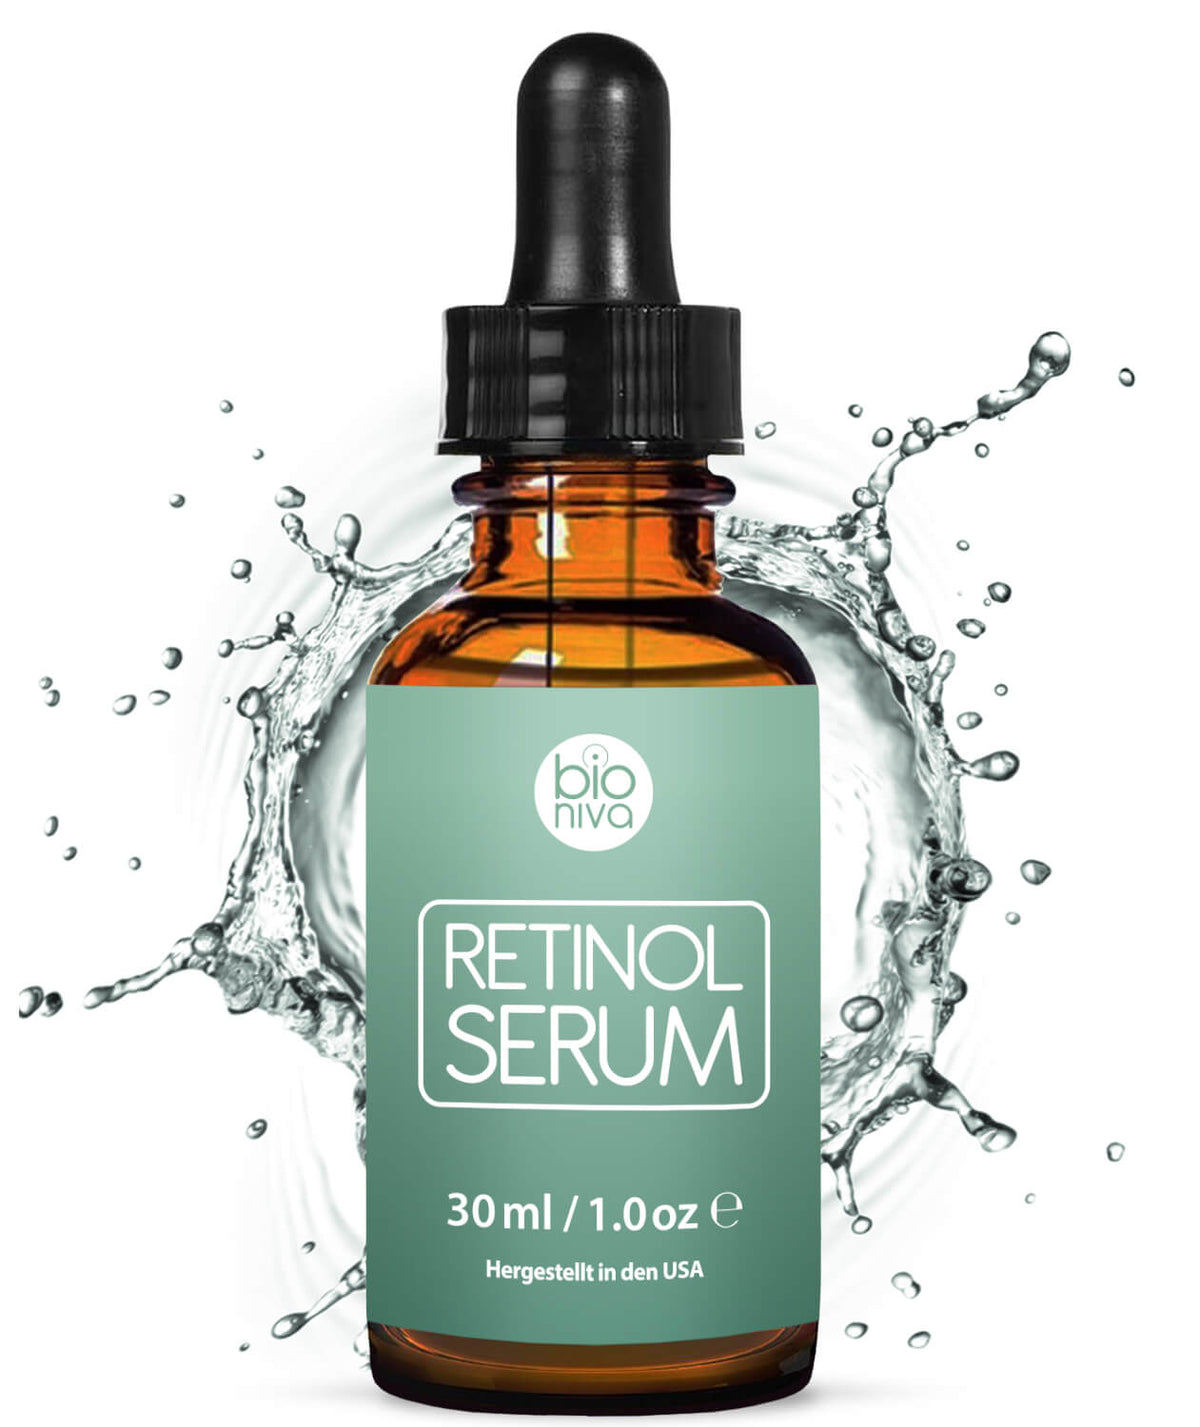 bio
niva
RETINOL
SERUM
30 ml / 1.0 oz ℮
Hergestellt in den USA